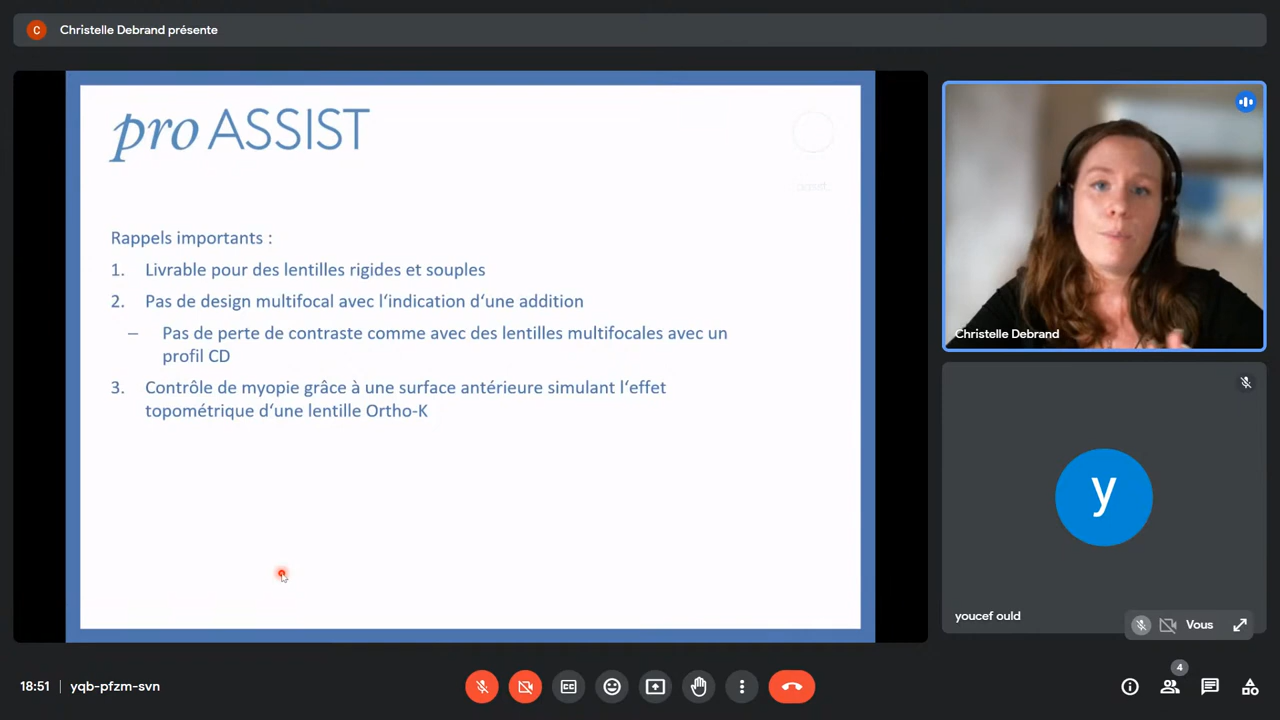 C
Christelle Debrand présente
pro ASSIST
Rappels importants :
1. Livrable pour des lentilles rigides et souples
2. Pas de design multifocal avec l‘indication d‘une addition
– Pas de perte de contraste comme avec des lentilles multifocales avec un
profil CD
3. Contrôle de myopie grâce à une surface antérieure simulant l‘effet
topométrique d‘une lentille Ortho-K
Christelle Debrand
y
youcef ould
Vous
18:51 | yqb-pfzm-svn
CC
4